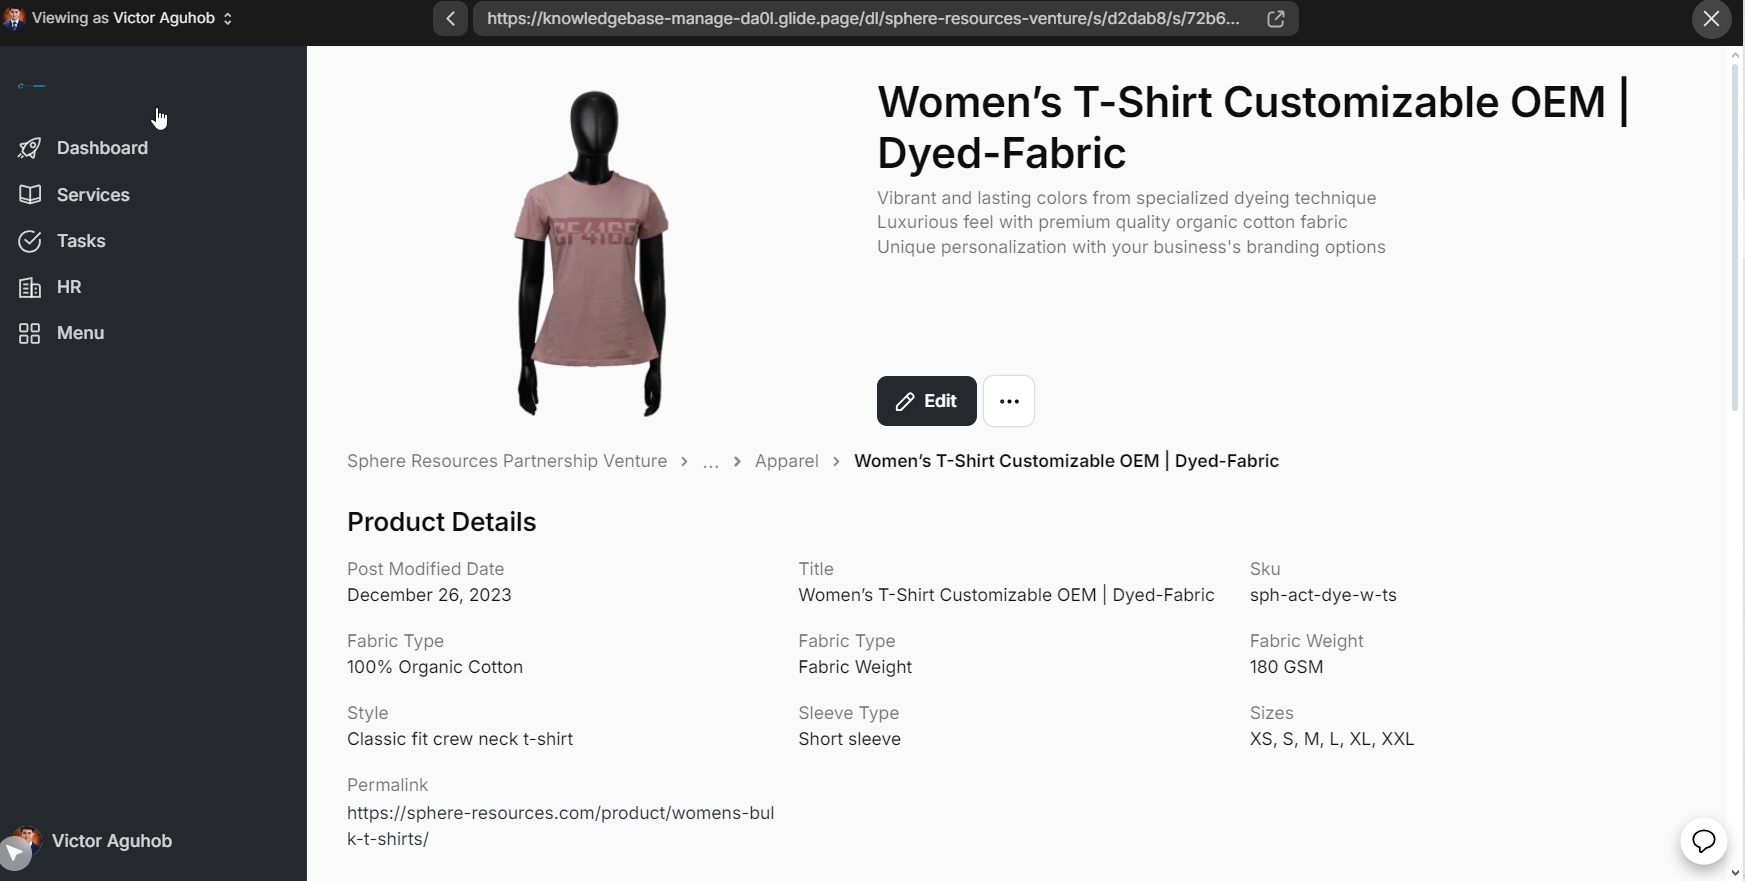 Viewing as Victor Aguhob
https://knowledgebase-manage-da0l.glide.page/dl/sphere-resources-venture/s/d2dab8/s/72b6...
Dashboard
Services
Tasks
HR
Menu
Victor Aguhob
Women’s T-Shirt Customizable OEM |
Dyed-Fabric
Vibrant and lasting colors from specialized dyeing technique
Luxurious feel with premium quality organic cotton fabric
Unique personalization with your business's branding options
Edit
Sphere Resources Partnership Venture > ... > Apparel > Women’s T-Shirt Customizable OEM | Dyed-Fabric
Product Details
Post Modified Date
December 26, 2023
Title
Women’s T-Shirt Customizable OEM | Dyed-Fabric
Sku
sph-act-dye-w-ts
Fabric Type
100% Organic Cotton
Fabric Type
Fabric Weight
Fabric Weight
180 GSM
Style
Classic fit crew neck t-shirt
Sleeve Type
Short sleeve
Sizes
XS, S, M, L, XL, XXL
Permalink
https://sphere-resources.com/product/womens-bul
k-t-shirts/